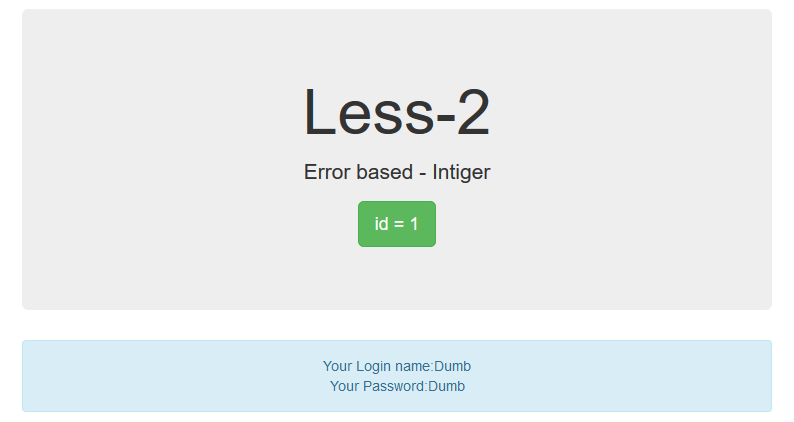 Less-2
Error based - Intiger
id = 1
Your Login name:Dumb
Your Password:Dumb